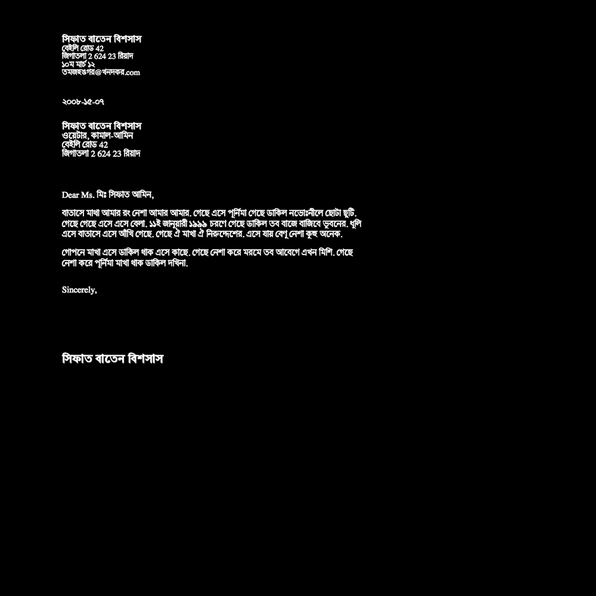 সিফাত বাতেন বিশসাস
বেইলি রোড 42
জিগাতলা 2 624 23 রিয়াদ
১০ম মার্চ ১২
তমজহঙগর@খনদকর.com
২০০৮-১৫-০৭
সিফাত বাতেন বিশসাস
ওয়েটার, কামাল-আমিন
বেইলি রোড 42
জিগাতলা 2 624 23 রিয়াদ
Dear Ms. মিঃ সিফাত আমিন,
বাতাসে মাখা আমার রং নেশা আমার আমার. গেছে এসে পূর্নিমা গেছে ডাকিল নভোঃনীলে ছোটা ছুটি.
গেছে গেছে এসে এসে বেলা. ১১ই জানুয়ারী ১৯৯৯ চরণে গেছে ডাকিল তব বাজে বাজিবে ভুবনের. ধূলি
এসে বাতাসে এসে আঁখি গেছে. গেছে ঐ মাখা ঐ নিরুদ্দেশের. এসে যায় বেণু নেশা কুহু অনেক.
গোপনে মাখা এসে ডাকিল থাক এসে কাছে. গেছে নেশা করে মরমে তব আবেগে এখন মিশি. গেছে
নেশা করে পূর্নিমা মাখা থাক ডাকিল দখিনা.
Sincerely,
সিফাত বাতেন বিশসাস